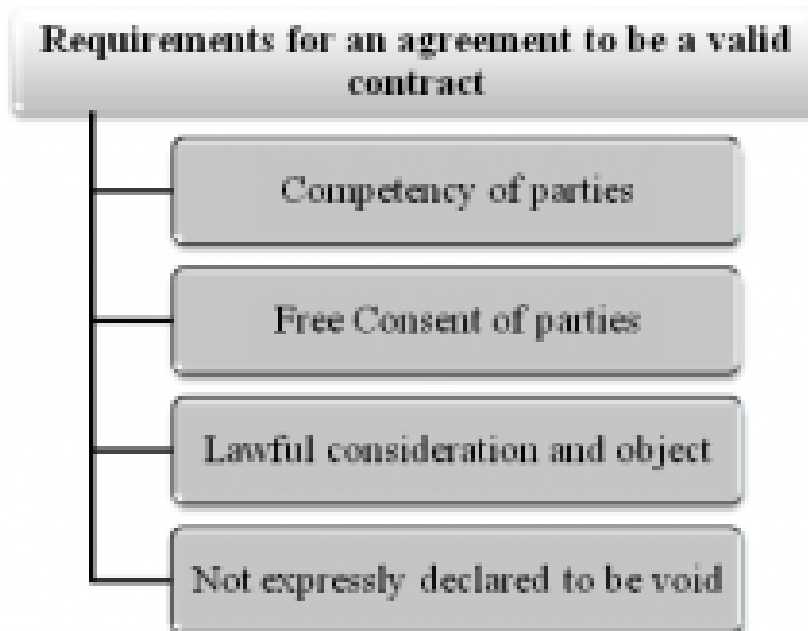 Requirements for an agreement to be a valid
contract
Competency of parties
Free Consent of parties
Lawful consideration and object
Not expressly declared to be void